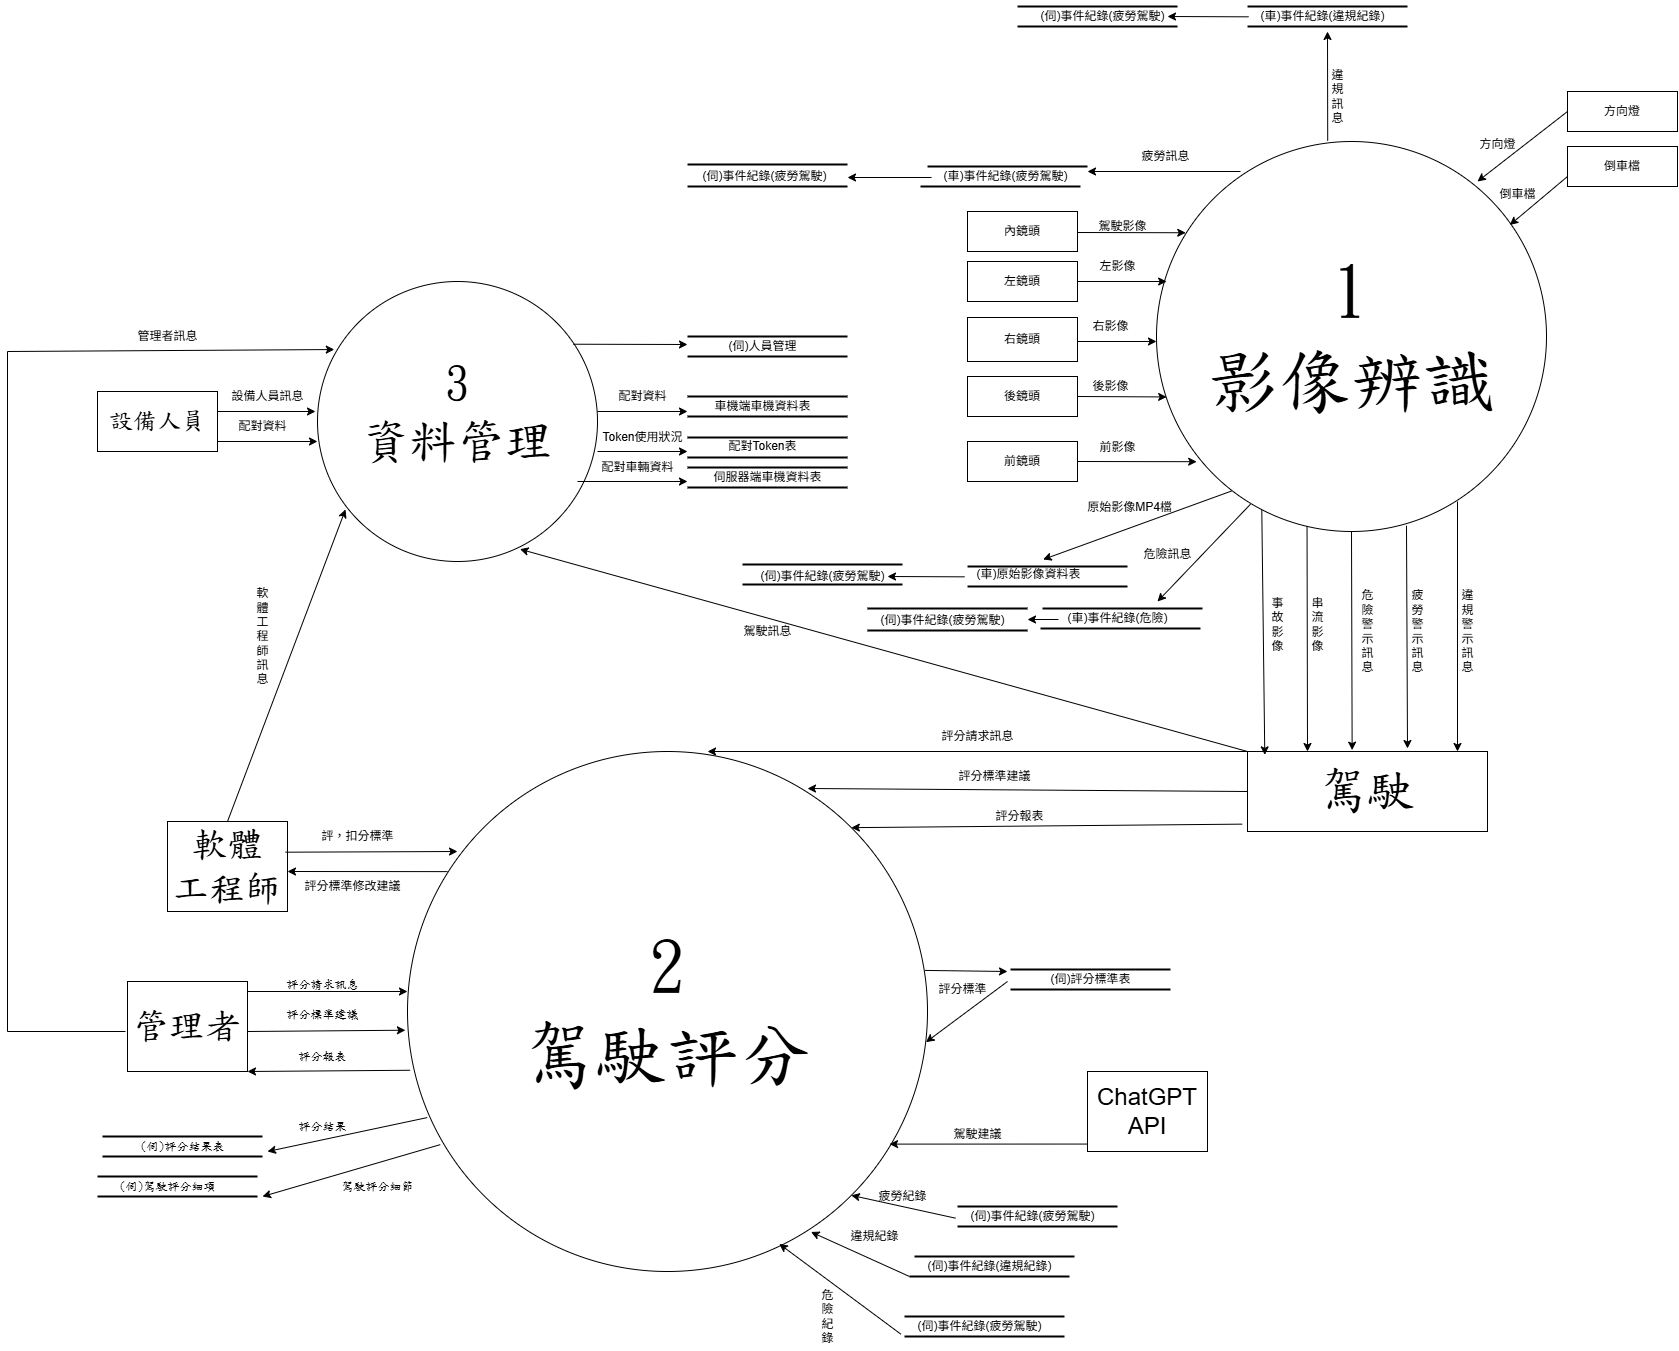 (伺)事件紀錄(疲勞駕駛)
(車)事件紀錄(違規紀錄)
違規訊息
方向燈
方向燈
倒車檔
倒車檔
疲勞訊息
(伺)事件紀錄(疲勞駕駛)
(車)事件紀錄(疲勞駕駛)
內鏡頭
駕駛影像
左鏡頭
左影像
右鏡頭
右影像
後鏡頭
後影像
前鏡頭
前影像
1
影像辨識
管理者訊息
設備人員
設備人員訊息
配對資料
3
資料管理
(伺)人員管理
配對資料
車機端車機資料表
Token使用狀況
配對Token表
配對車輛資料
伺服器端車機資料表
原始影像MP4檔
危險訊息
(伺)事件紀錄(疲勞駕駛)
(車)原始影像資料表
(伺)事件紀錄(疲勞駕駛)
(車)事件紀錄(危險)
事故影像
串流影像
危險警示訊息
疲勞警示訊息
違規警示訊息
軟體工程師訊息
駕駛訊息
評分請求訊息
評分標準建議
評分報表
駕駛
軟體
工程師
評，扣分標準
評分標準修改建議
2
駕駛評分
管理者
評分請求訊息
評分標準建議
評分報表
(伺)評分標準表
評分標準
ChatGPT
API
駕駛建議
評分結果
(伺)評分結果表
(伺)駕駛評分細項
駕駛評分細節
疲勞紀錄
(伺)事件紀錄(疲勞駕駛)
違規紀錄
(伺)事件紀錄(違規紀錄)
危險紀錄
(伺)事件紀錄(疲勞駕駛)